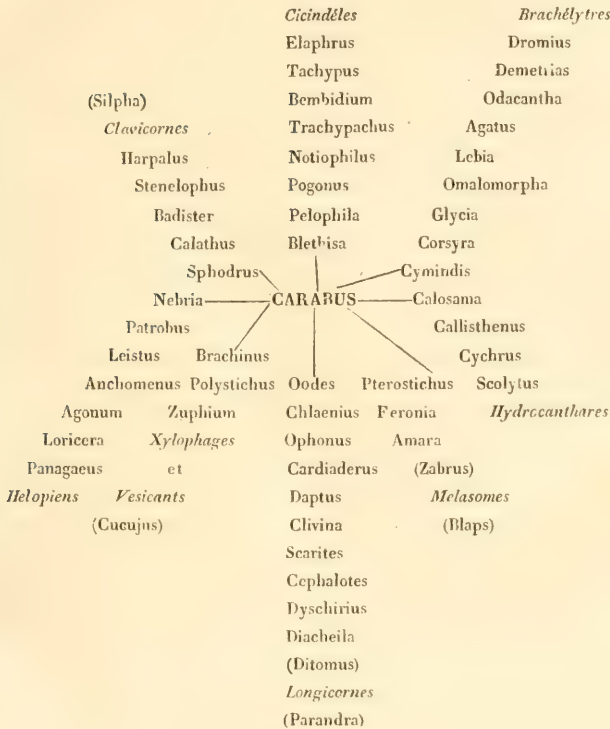 Cicindéles Brachélytres
Elaphrus Dromius
Tachypus Demetrias
(Silpha) Bembidium Odacantha
Clavicornes Trachypachus Agatus
Harpalus Notiophilus Lebia
Stenelophus Pogonus Omalomorpha
Badister Pelophila Glycia
Calathus Blethisa Corsyra
Sphodrus Cymindis
Nebria CARABUS Calosama
Patrobus Callisthenus
Leistus Brachinus Cychrus
Anchomenus Polystichus Oodes Pterostichus Scolytus
Agonum Zuphium Chlaenius Feronia Hydrocanthares
Loricera Xylophages Ophonus Amara
Panagaeus et Cardiaderus (Zabrus)
Helopiens Vesicants Daptus Melasomes
(Cucujus) Clivina (Blaps)
Scarites
Cephalotes
Dyschirius
Diacheila
(Ditomus)
Longicornes
(Parandra)